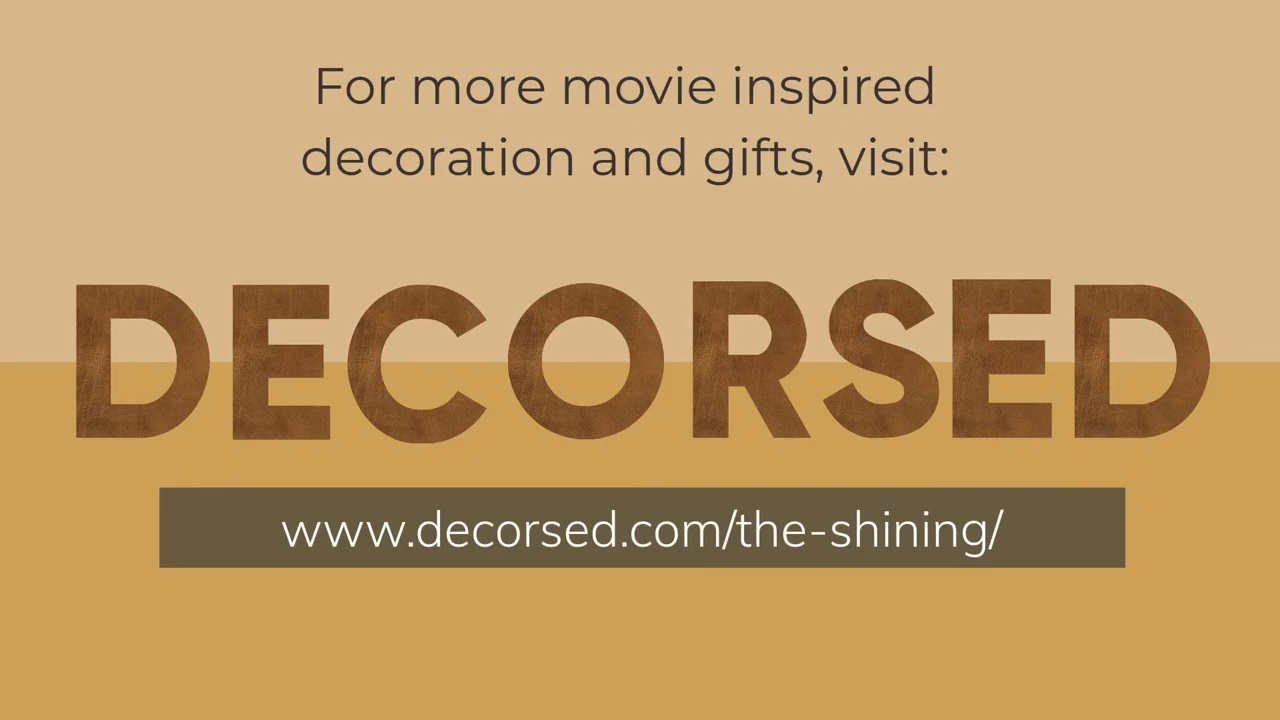 For more movie inspired
decoration and gifts, visit:
DECORSED
www.decorsed.com/the-shining/